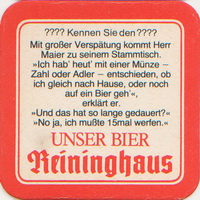 ???? Kennen Sie den ????
Mit großer Verspätung kommt Herr
Maier zu seinem Stammtisch.
»Ich hab' heut' mit einer Münze -
Zahl oder Adler - entschieden, ob
ich gleich nach Hause, oder noch
auf ein Bier geh'«,
erklärt er.
»Und das hat so lange gedauert?«
»No ja, ich mußte 15mal werfen.«
UNSER BIER
Reininghaus